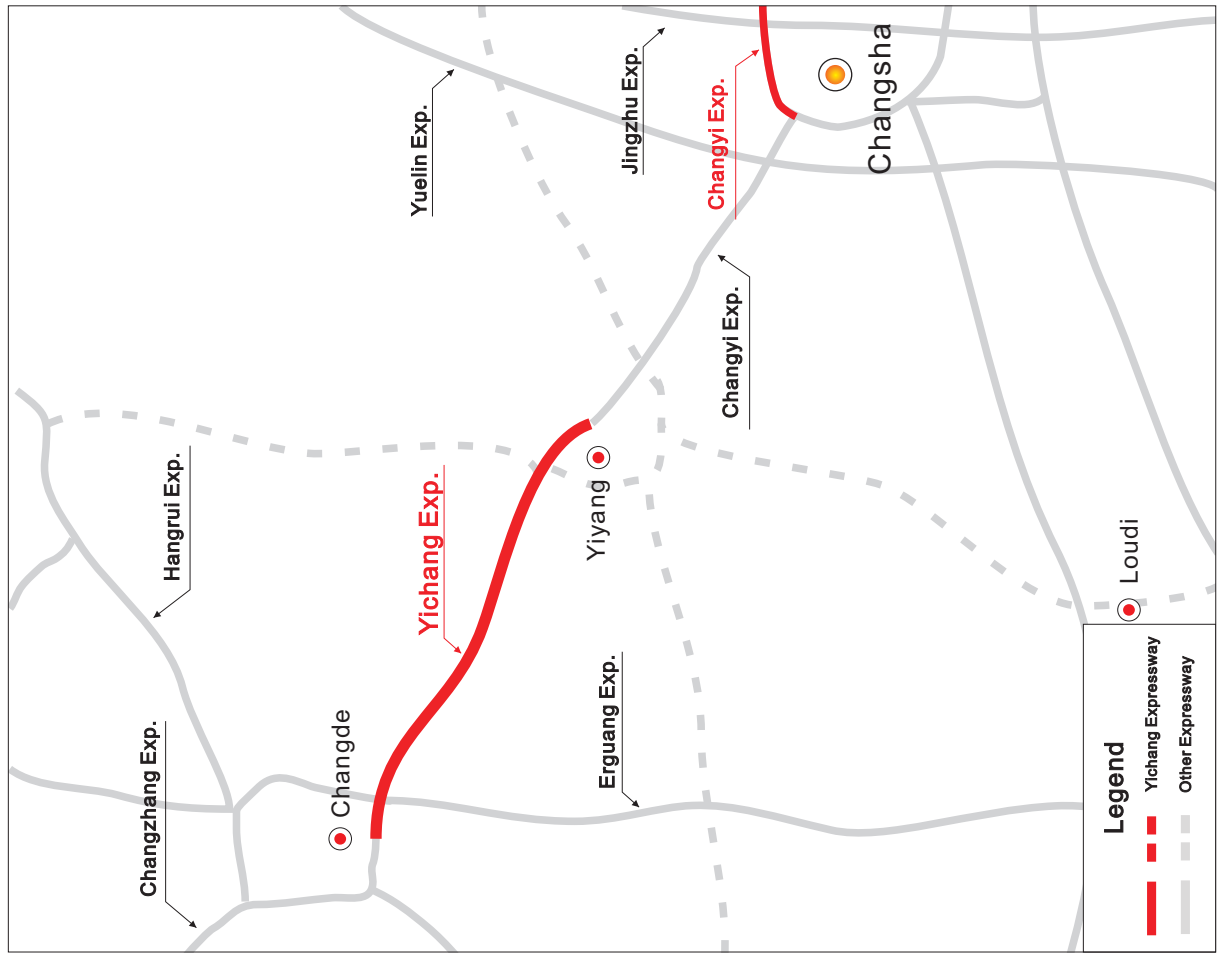 Changzhang Exp.
Hangrui Exp.
Changde
Yichang Exp.
Yuelin Exp.
Yiyang
Erguang Exp.
Jingzhu Exp.
Changyi Exp.
Changyi Exp.
Changsha
Loudi
Legend
Yichang Expressway
Other Expressway